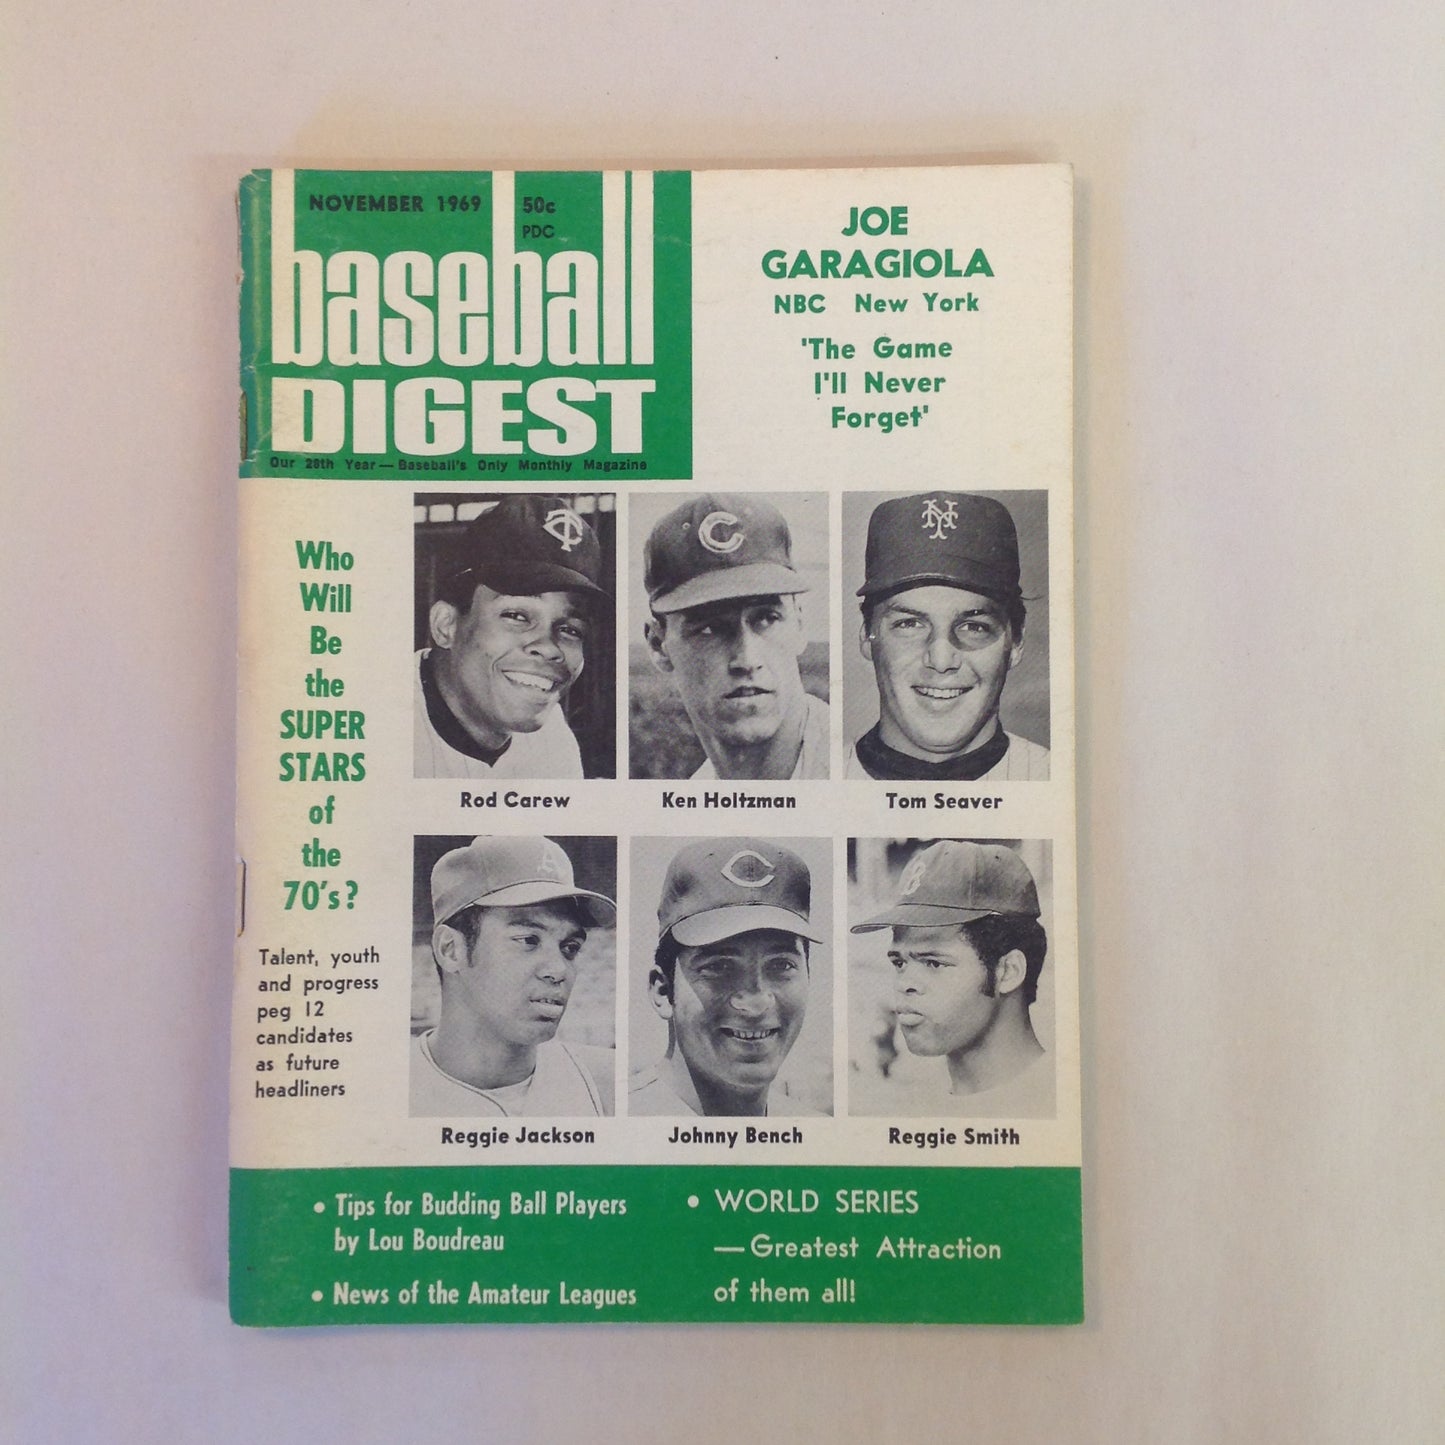 NOVEMBER 1969 50c
PDC
baseball
DIGEST
Our 28th Year — Baseball's Only Monthly Magazine
JOE
GARAGIOLA
NBC New York
'The Game
I'll Never
Forget'
Who
Will
Be
the
SUPER
STARS
of
the
70's?
Talent, youth
and progress
peg 12
candidates
as future
headliners
TC
C
NY
Rod Carew
Ken Holtzman
Tom Seaver
A
C
B
Reggie Jackson
Johnny Bench
Reggie Smith
• Tips for Budding Ball Players
by Lou Boudreau
• News of the Amateur Leagues
• WORLD SERIES
— Greatest Attraction
of them all!